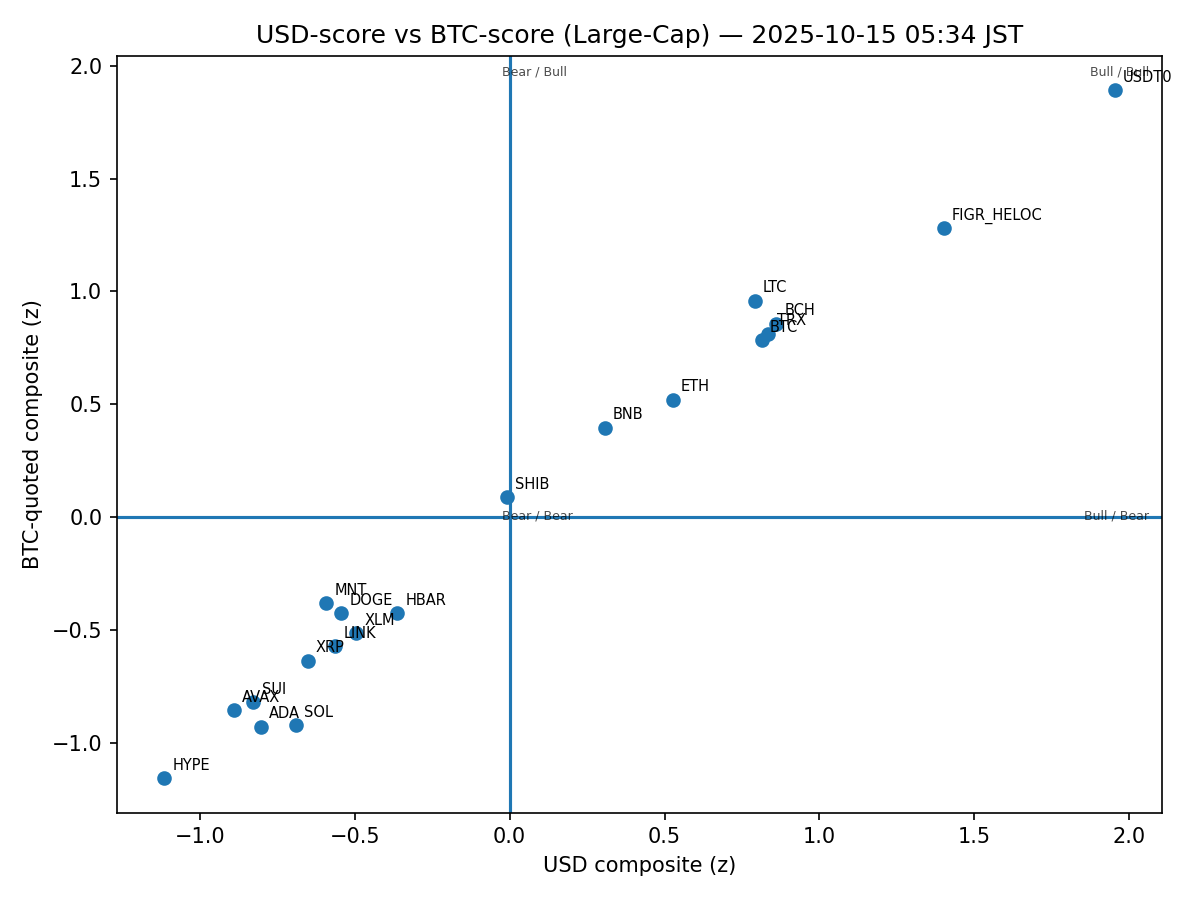 USD-score vs BTC-score (Large-Cap) — 2025-10-15 05:34 JST
2.0
Bear / Bull
Bull / Bull
USDT0
1.5
FIGR_HELOC
LTC
1.0
BCH
TRX
BTC
ETH
0.5
BNB
SHIB
0.0
Bear / Bear
Bull / Bear
MNT
DOGE
HBAR
XLM
−0.5
LINK
XRP
SUI
AVAX
ADA
SOL
−1.0
HYPE
BTC-quoted composite (z)
−1.0
−0.5
0.0
0.5
1.0
1.5
2.0
USD composite (z)